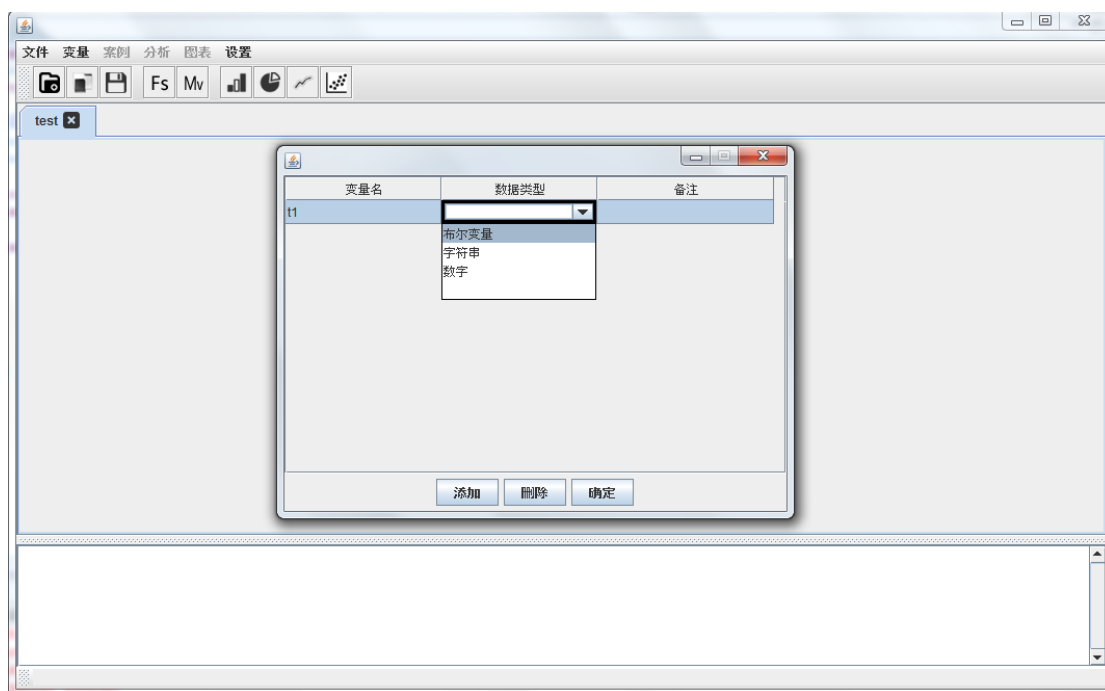 文件 变量 案例 分析 图表 设置
Fs Mv
test
变量名 数据类型 备注
t1
布尔变量
字符串
数字
添加 删除 确定